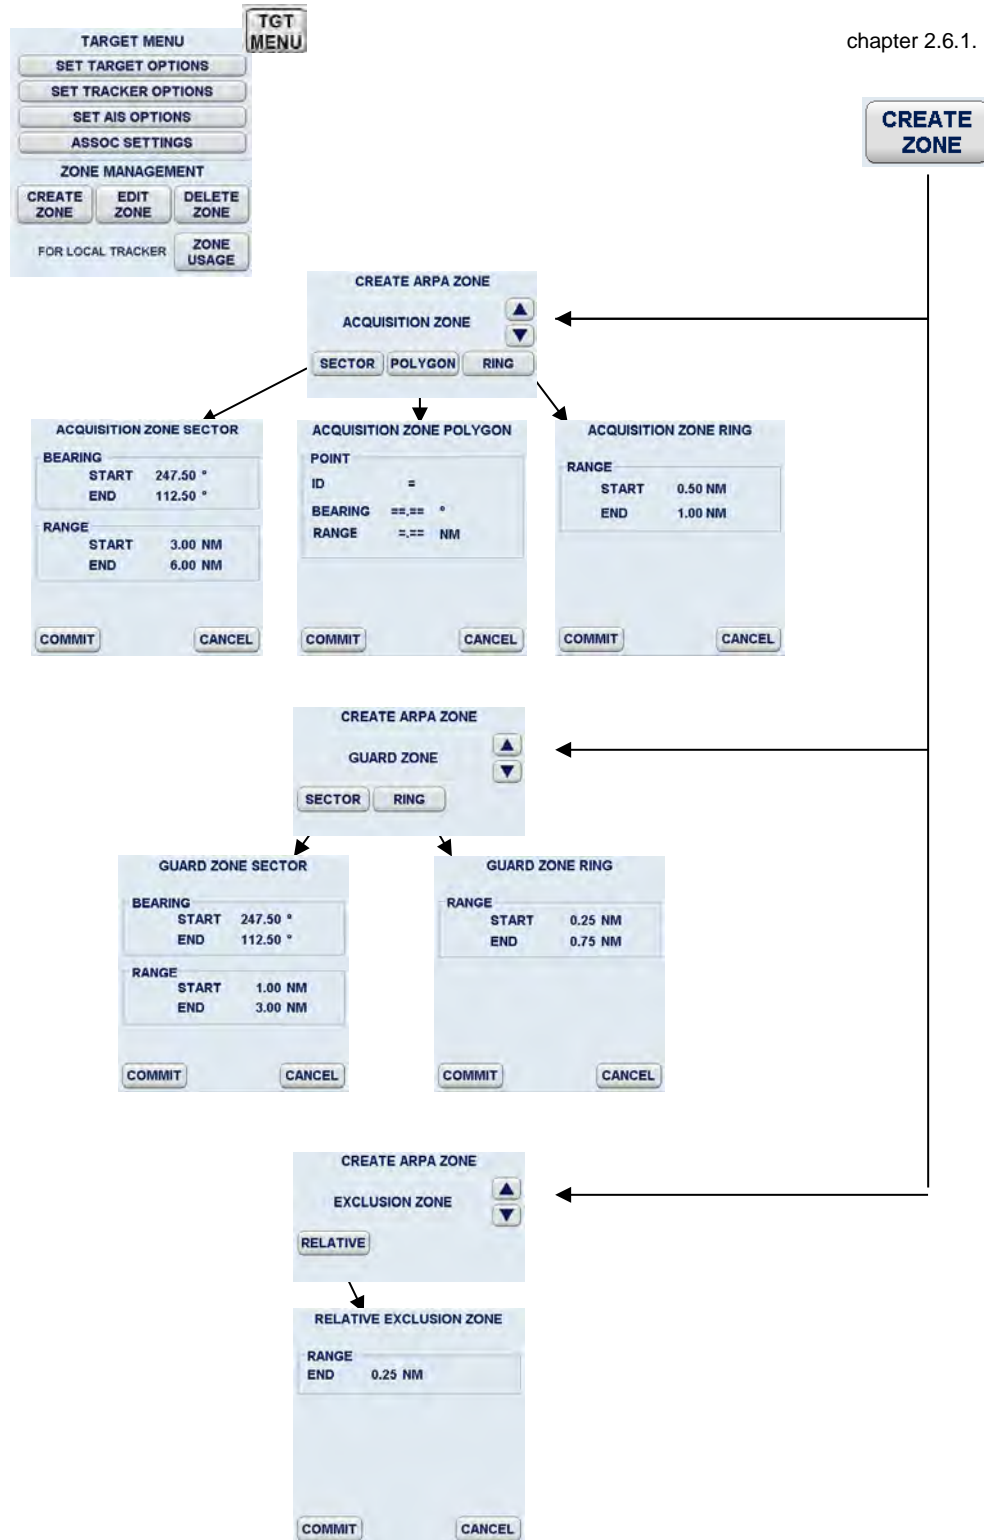 TGT
MENU
chapter 2.6.1.
TARGET MENU
SET TARGET OPTIONS
SET TRACKER OPTIONS
SET AIS OPTIONS
ASSOC SETTINGS
ZONE MANAGEMENT
CREATE ZONE
EDIT ZONE
DELETE ZONE
FOR LOCAL TRACKER
ZONE USAGE
CREATE
ZONE
CREATE ARPA ZONE
ACQUISITION ZONE
SECTOR POLYGON RING
ACQUISITION ZONE SECTOR
BEARING
START 247.50 °
END 112.50 °
RANGE
START 3.00 NM
END 6.00 NM
COMMIT CANCEL
ACQUISITION ZONE POLYGON
POINT
ID =
BEARING ==.== °
RANGE =.== NM
COMMIT CANCEL
ACQUISITION ZONE RING
RANGE
START 0.50 NM
END 1.00 NM
COMMIT CANCEL
CREATE ARPA ZONE
GUARD ZONE
SECTOR RING
GUARD ZONE SECTOR
BEARING
START 247.50 °
END 112.50 °
RANGE
START 1.00 NM
END 3.00 NM
COMMIT CANCEL
GUARD ZONE RING
RANGE
START 0.25 NM
END 0.75 NM
COMMIT CANCEL
CREATE ARPA ZONE
EXCLUSION ZONE
RELATIVE
RELATIVE EXCLUSION ZONE
RANGE
END 0.25 NM
COMMIT CANCEL